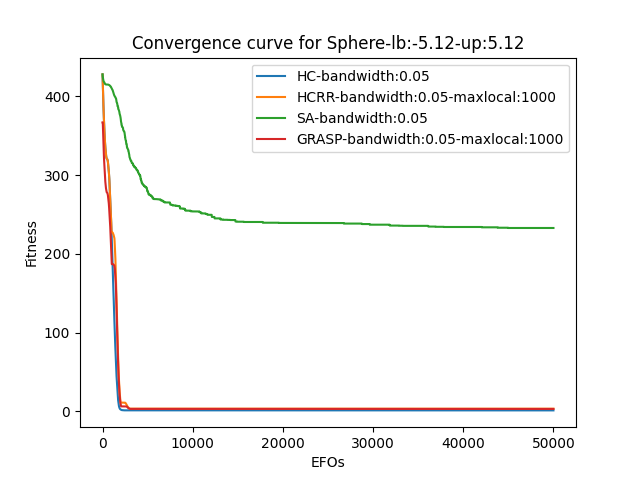 Convergence curve for Sphere-lb:-5.12-up:5.12
HC-bandwidth:0.05
HCRR-bandwidth:0.05-maxlocal:1000
SA-bandwidth:0.05
GRASP-bandwidth:0.05-maxlocal:1000
Fitness
400
300
200
100
0
0 10000 20000 30000 40000 50000
EFOs